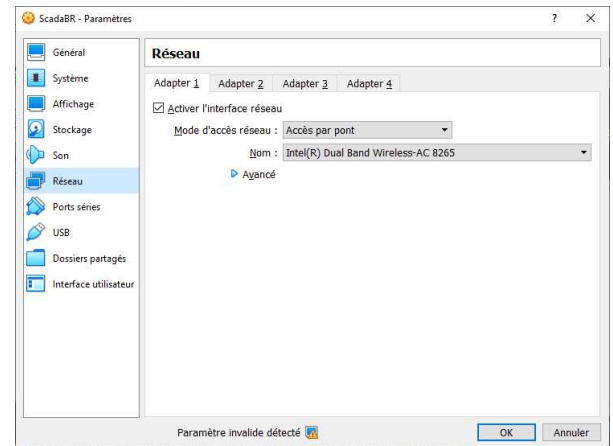 ScadaBR - Paramètres
?
Général
Système
Affichage
Stockage
Son
Réseau
Ports séries
USB
Dossiers partagés
Interface utilisateur
Réseau
Adapter 1 Adapter 2 Adapter 3 Adapter 4
Activer l'interface réseau
Mode d'accès réseau : Accès par pont
Nom : Intel(R) Dual Band Wireless-AC 8265
Avancé
Paramètre invalide détecté
OK Annuler